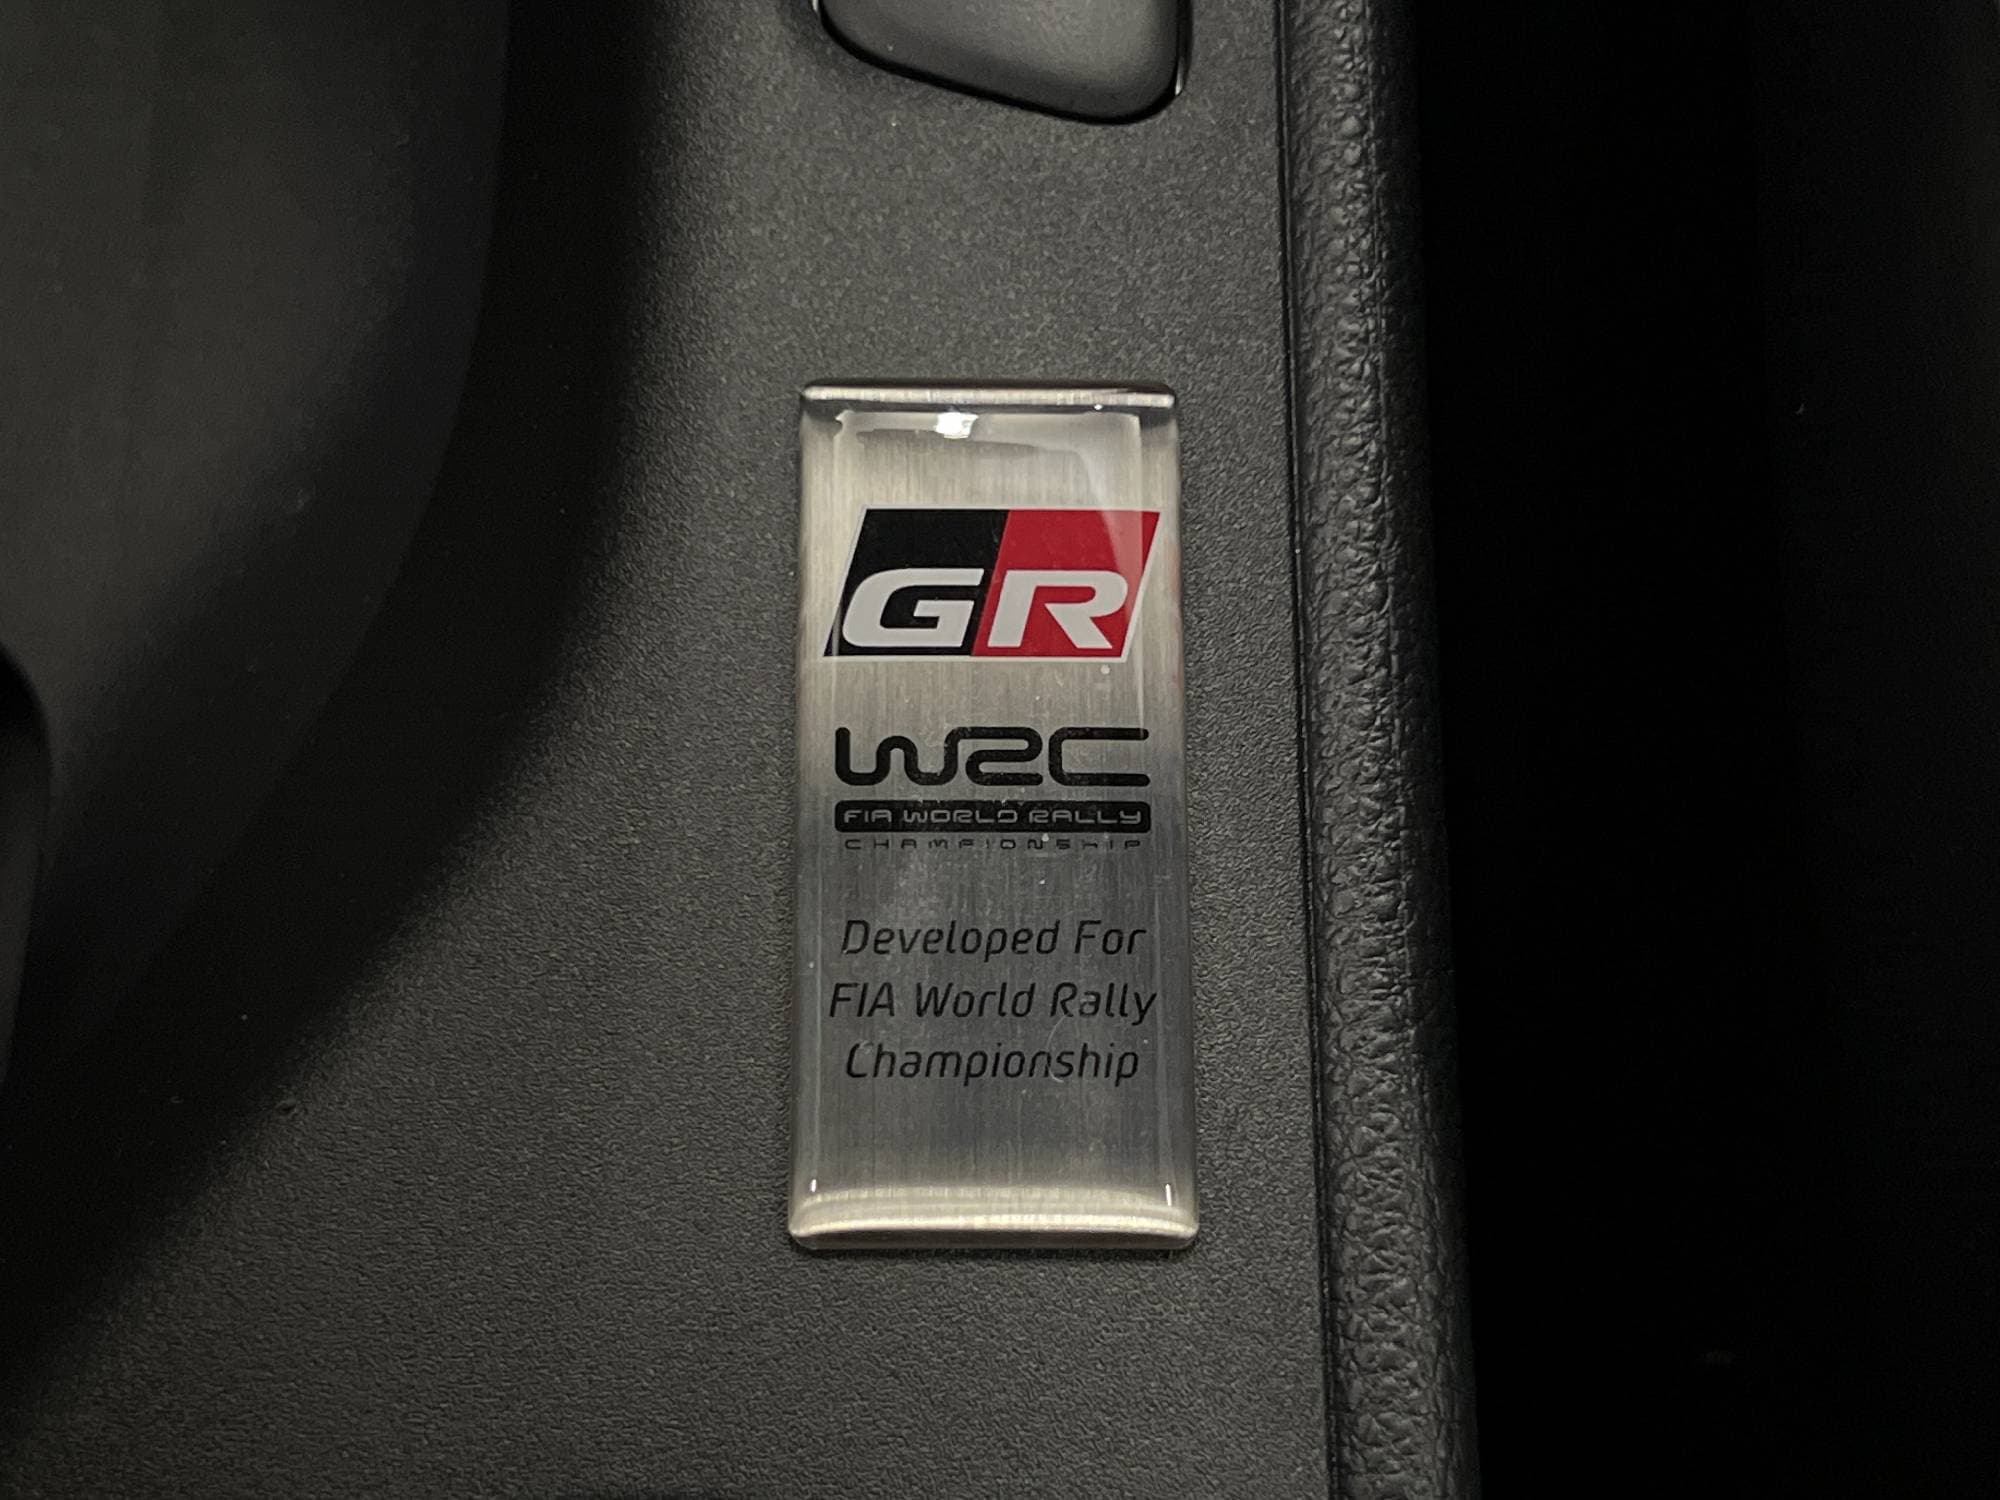 GR
WRC
FIA WORLD RALLY
CHAMPIONSHIP
Developed For
FIA World Rally
Championship